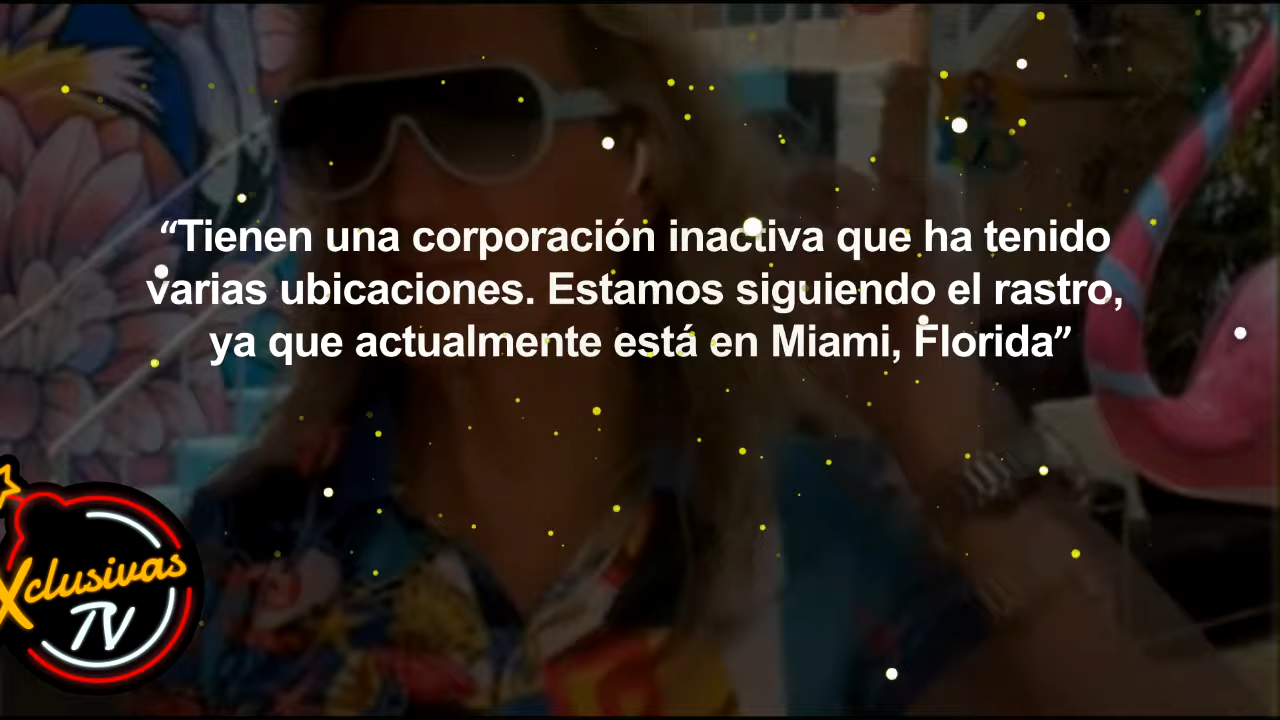 “Tienen una corporación inactiva que ha tenido
varias ubicaciones. Estamos siguiendo el rastro,
ya que actualmente está en Miami, Florida”
Xclusivas
TV